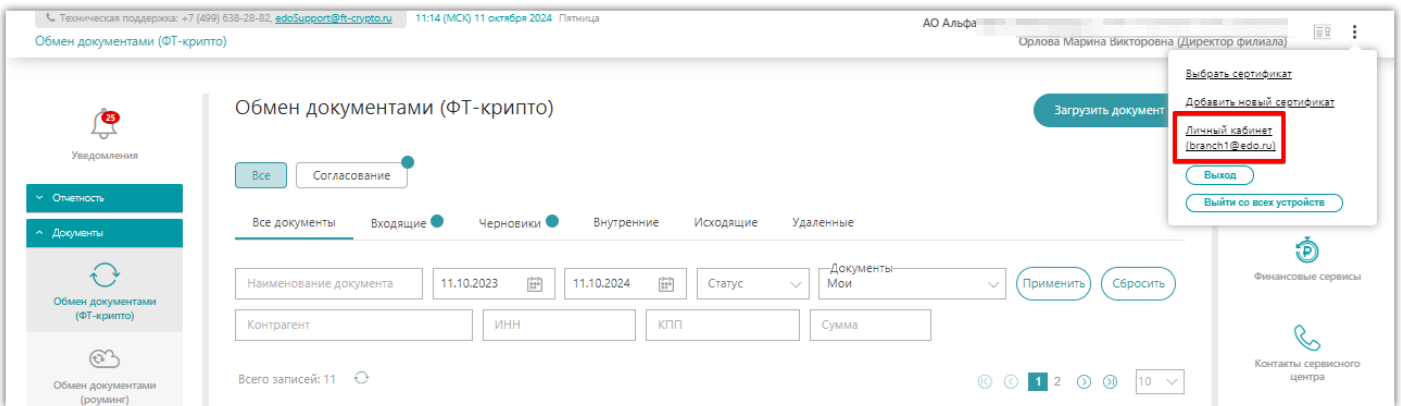 Техническая поддержка: +7 (499) 638-28-82, edoSupport@ft-crypto.ru 11:14 (МСК) 11 октября 2024 Пятница
АО Альфа
Обмен документами (ФТ-крипто)
Орлова Марина Викторовна (Директор филиала)
Выбрать сертификат
Добавить новый сертификат
Личный кабинет
(branch1@edo.ru)
Выход
Выйти со всех устройств
25
Уведомления
Отчетность
Документы
Обмен документами
(ФТ-крипто)
Обмен документами
(роуминг)
Обмен документами (ФТ-крипто)
Загрузить документ
Все Согласование
Все документы Входящие Черновики Внутренние Исходящие Удаленные
Документы
Наименование документа 11.10.2023 11.10.2024 Статус Мои Применить Сбросить
Контрагент ИНН КПП Сумма
Всего записей: 11 1 2 10
Финансовые сервисы
Контакты сервисного
центра